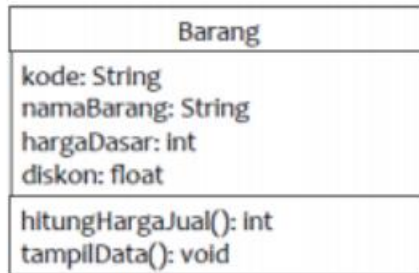 Barang
kode: String
namaBarang: String
hargaDasar: int
diskon: float
hitungHargaJual(): int
tampilData(): void